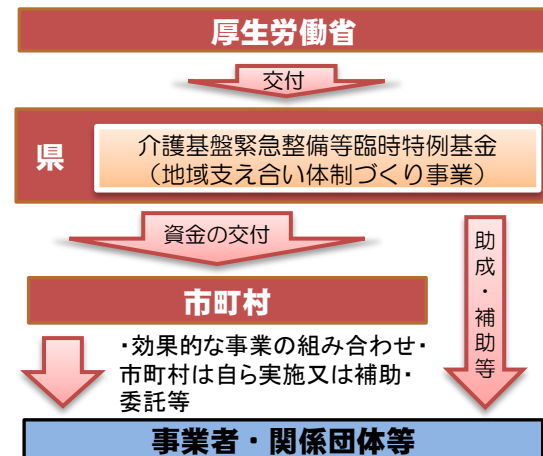 厚生労働省
交付
県
介護基盤緊急整備等臨時特例基金
（地域支え合い体制づくり事業）
資金の交付
助成・補助等
市町村
・効果的な事業の組み合わせ・
市町村は自ら実施又は補助・
委託等
事業者・関係団体等